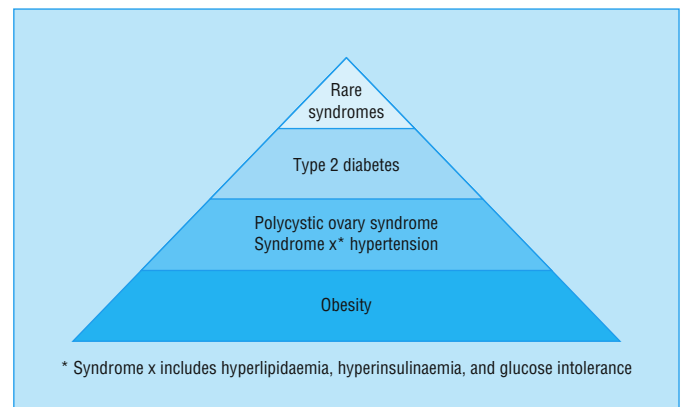 Rare
syndromes
Type 2 diabetes
Polycystic ovary syndrome
Syndrome x* hypertension
Obesity
* Syndrome x includes hyperlipidaemia, hyperinsulinaemia, and glucose intolerance